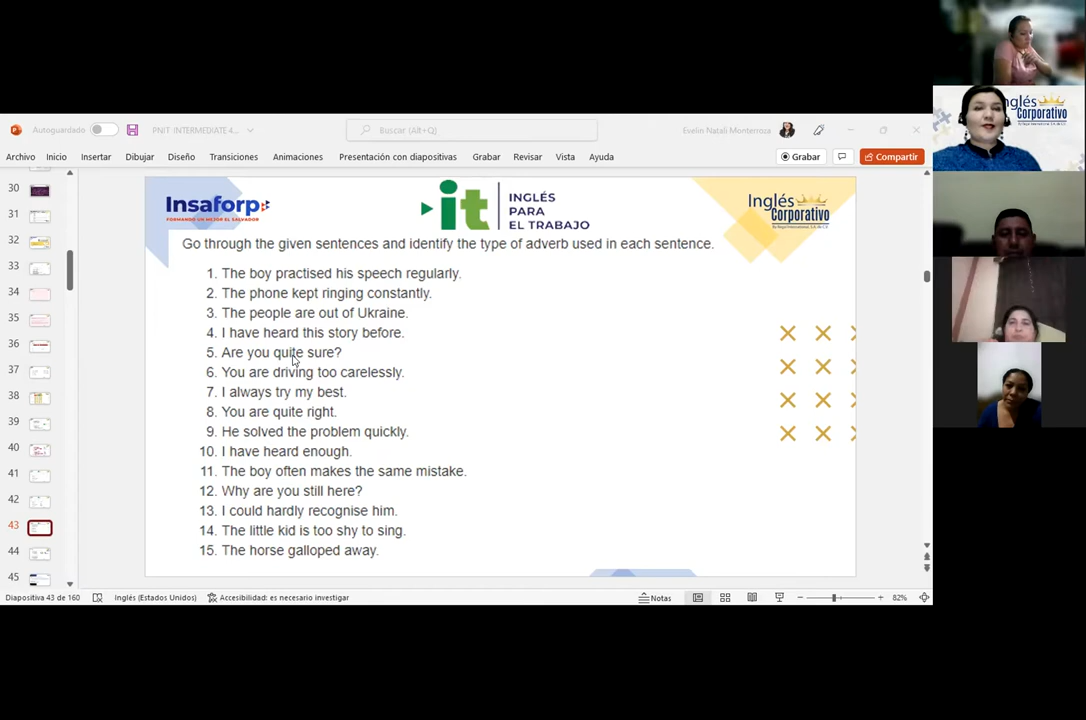 Autoguardado
PNIT INTERMEDIATE 4...
Buscar (Alt+Q)
Evelin Natali Monterroza
Archivo Inicio Insertar Dibujar Diseño Transiciones Animaciones Presentación con diapositivas Grabar Revisar Vista Ayuda
Grabar
Compartir
Insaforp
FORMANDO UN MEJOR EL SALVADOR
it
INGLÉS
PARA
EL TRABAJO
Inglés
Corporativo
Go through the given sentences and identify the type of adverb used in each sentence.
1. The boy practised his speech regularly.
2. The phone kept ringing constantly.
3. The people are out of Ukraine.
4. I have heard this story before.
5. Are you quite sure?
6. You are driving too carelessly.
7. I always try my best.
8. You are quite right.
9. He solved the problem quickly.
10. I have heard enough.
11. The boy often makes the same mistake.
12. Why are you still here?
13. I could hardly recognise him.
14. The little kid is too shy to sing.
15. The horse galloped away.
30
31
32
33
34
35
36
37
38
39
40
41
42
43
44
45
Diapositiva 43 de 160
Inglés (Estados Unidos)
Accesibilidad: es necesario investigar
Notas
82%
Inglés
Corporativo